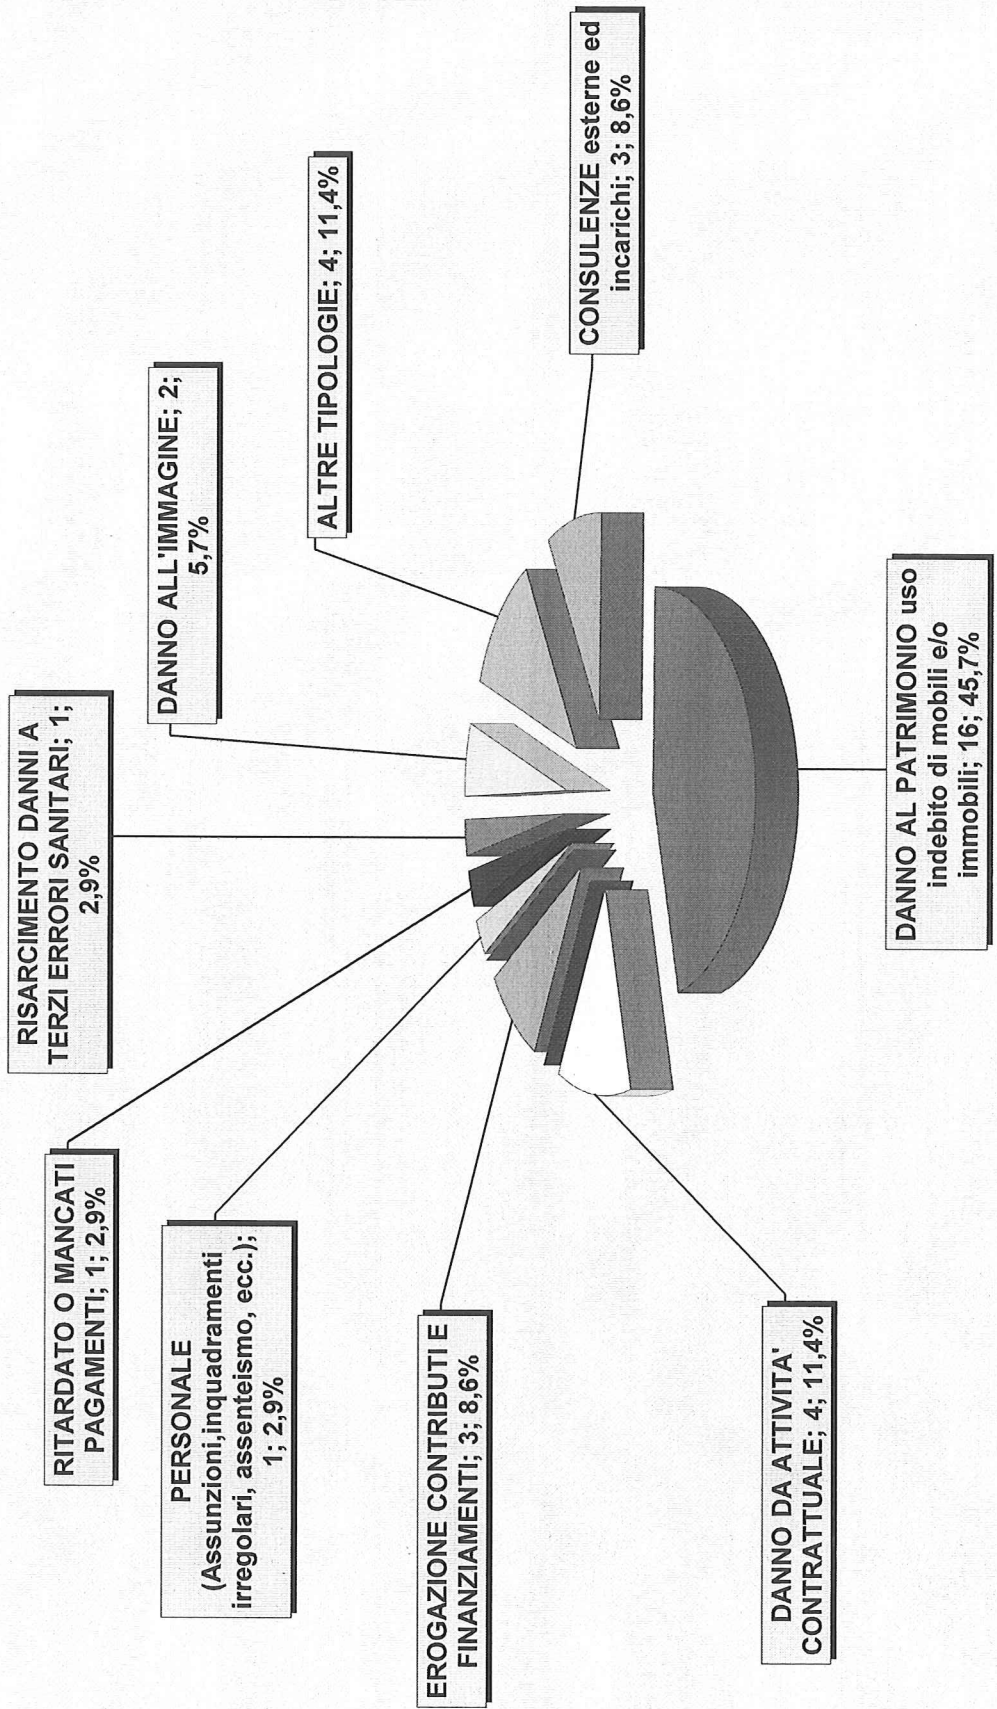 RITARDATO O MANCATI
PAGAMENTI; 1; 2,9%
RISARCIMENTO DANNI A
TERZI ERRORI SANITARI; 1;
2,9%
DANNO ALL'IMMAGINE; 2;
5,7%
PERSONALE
(Assunzioni,inquadramenti
irregolari, assenteismo, ecc.);
1; 2,9%
ALTRE TIPOLOGIE; 4; 11,4%
EROGAZIONE CONTRIBUTI E
FINANZIAMENTI; 3; 8,6%
CONSULENZE esterne ed
incarichi; 3; 8,6%
DANNO DA ATTIVITA'
CONTRATTUALE; 4; 11,4%
DANNO AL PATRIMONIO uso
indebito di mobili e/o
immobili; 16; 45,7%